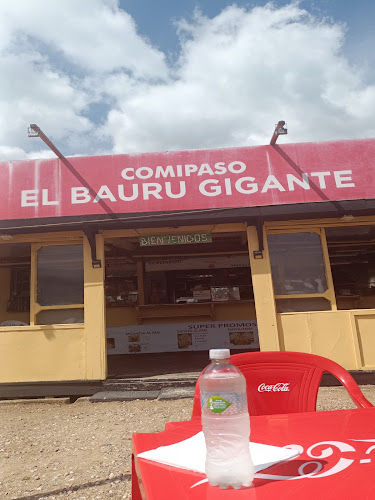 COMIPASO
EL BAURU GIGANTE
BIENVENIDOS
SUPER PROMOS
Coca-Cola